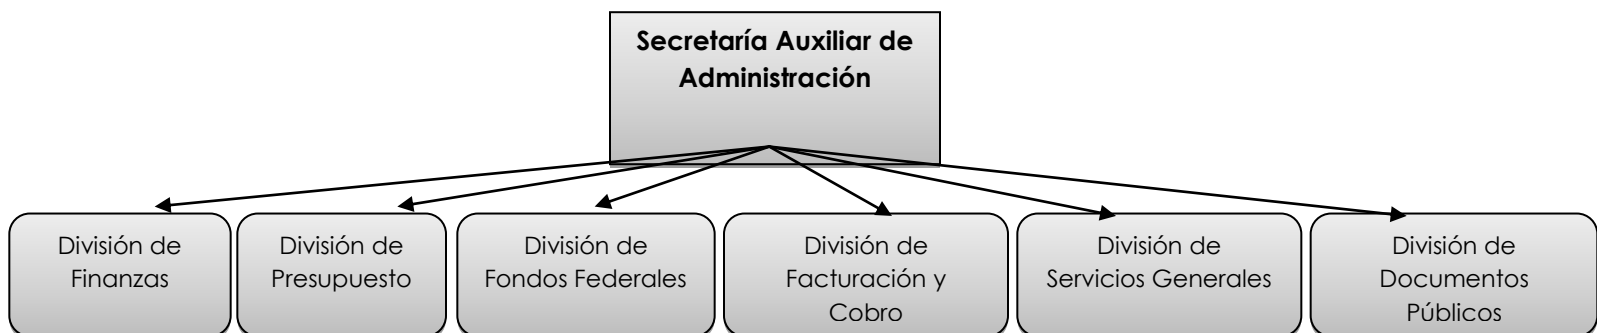 Secretaría Auxiliar de
Administración
División de
Finanzas
División de
Presupuesto
División de
Fondos Federales
División de
Facturación y
Cobro
División de
Servicios Generales
División de
Documentos
Públicos